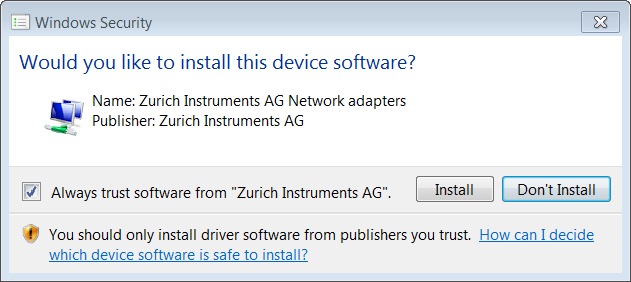 Windows Security
Would you like to install this device software?
Name: Zurich Instruments AG Network adapters
Publisher: Zurich Instruments AG
Always trust software from "Zurich Instruments AG".
Install
Don't Install
You should only install driver software from publishers you trust. How can I decide
which device software is safe to install?